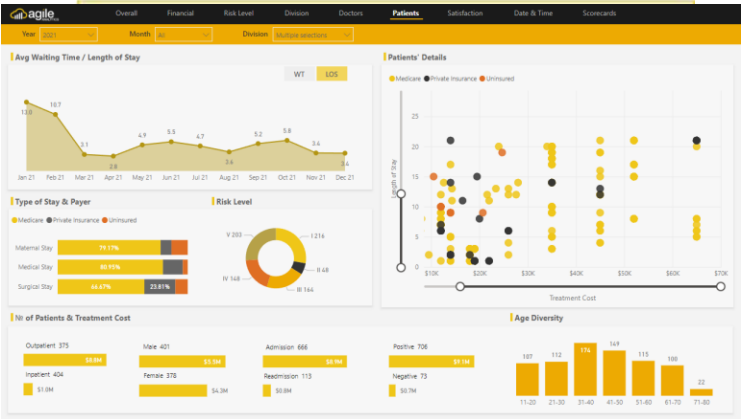 agile
Overall Financial Risk Level Division Doctors Patients Satisfaction Date & Time Scorecards
Year 2021 Month All Division Multiple selections
Avg Waiting Time / Length of Stay
WT LOS
13.0 10.7 3.1 2.8 4.9 5.5 4.7 3.6 5.2 5.8 3.6 3.4
Jan 21 Feb 21 Mar 21 Apr 21 May 21 Jun 21 Jul 21 Aug 21 Sep 21 Oct 21 Nov 21 Dec 21
Patients' Details
Medicare Private Insurance Uninsured
Length of Stay
25
20
15
10
5
0
$10K $20K $30K $40K $50K $60K $70K
Treatment Cost
Type of Stay & Payer
Medicare Private Insurance Uninsured
Maternal Stay 79.17%
Medical Stay 80.95%
Surgical Stay 66.67% 23.81%
Risk Level
V 203
I 216
II 48
III 164
IV 148
№ of Patients & Treatment Cost
Outpatient 375
$8.8M
Inpatient 404
$1.0M
Male 401
$5.5M
Female 378
$4.3M
Admission 666
$8.9M
Readmission 113
$0.8M
Positive 706
$9.1M
Negative 73
$0.7M
Age Diversity
107 112 174 149 115 100 22
11-20 21-30 31-40 41-50 51-60 61-70 71-80